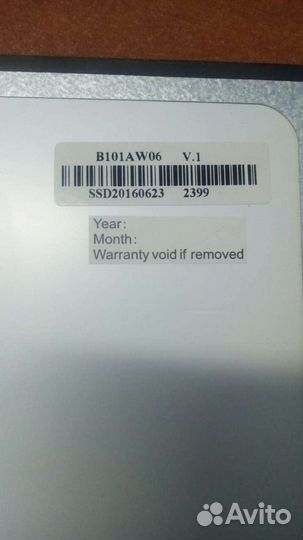 B101AW06 V.1
SSD20160623 2399
Year:
Month:
Warranty void if removed
Avito